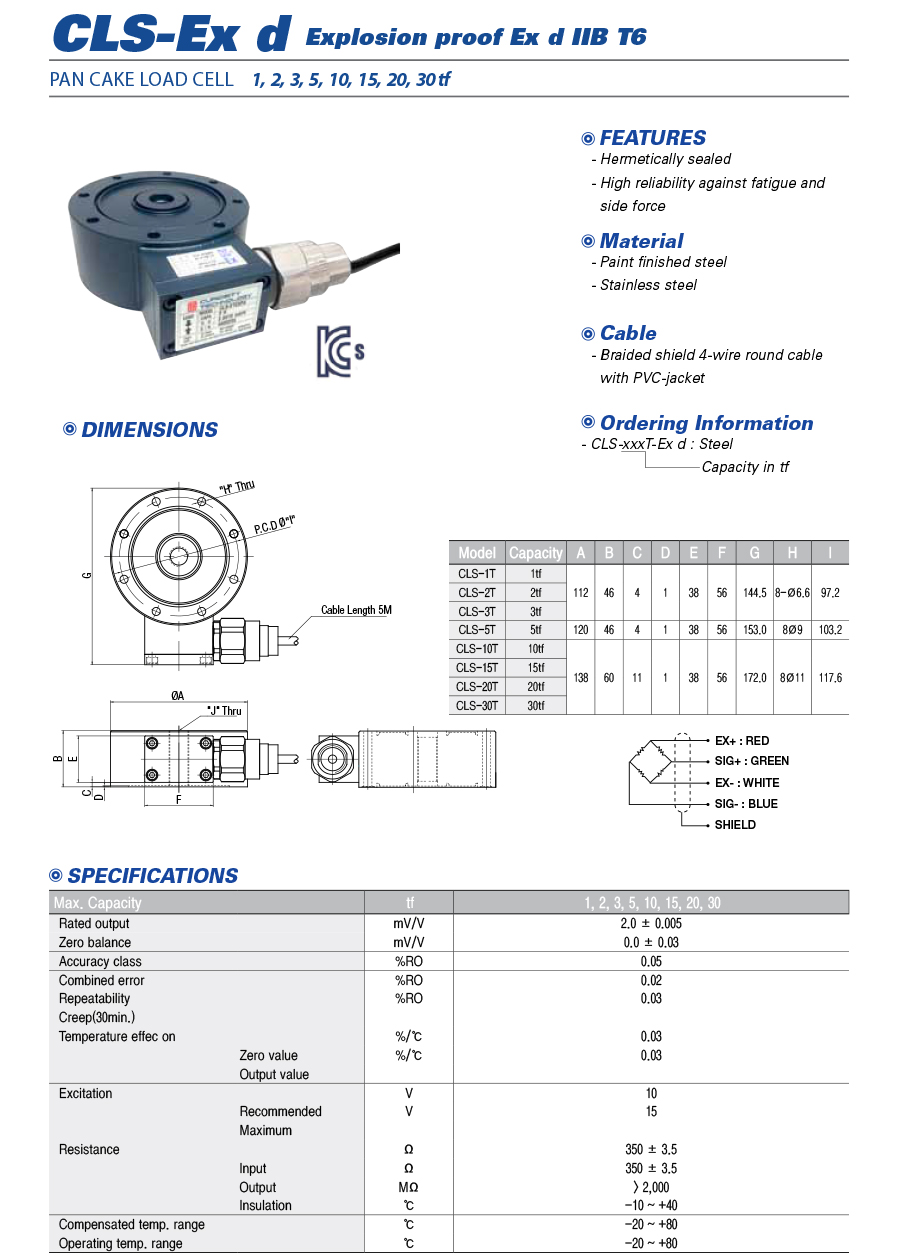 CLS-Ex d Explosion proof Ex d IIB T6
PAN CAKE LOAD CELL 1, 2, 3, 5, 10, 15, 20, 30 tf
FEATURES
- Hermetically sealed
- High reliability against fatigue and
side force
Material
- Paint finished steel
- Stainless steel
Cable
- Braided shield 4-wire round cable
with PVC-jacket
Ordering Information
- CLS-xxxT-Ex d : Steel
Capacity in tf
CURIOSITY
TECHNOLOGY
KC s
DIMENSIONS
"H" Thru
P.C.D Ø"I"
G
Cable Length 5M
ØA
"J" Thru
B
E
C
D
F
Model Capacity A B C D E F G H I
CLS-1T 1tf
CLS-2T 2tf 112 46 4 1 38 56 144.5 8-Ø6.6 97.2
CLS-3T 3tf
CLS-5T 5tf 120 46 4 1 38 56 153.0 8Ø9 103.2
CLS-10T 10tf
CLS-15T 15tf
138 60 11 1 38 56 172.0 8Ø11 117.6
CLS-20T 20tf
CLS-30T 30tf
EX+ : RED
SIG+ : GREEN
EX- : WHITE
SIG- : BLUE
SHIELD
SPECIFICATIONS
Max. Capacity tf 1, 2, 3, 5, 10, 15, 20, 30
Rated output mV/V 2.0 ± 0.005
Zero balance mV/V 0.0 ± 0.03
Accuracy class %RO 0.05
Combined error %RO 0.02
Repeatability %RO 0.03
Creep(30min.)
Temperature effec on %/℃ 0.03
Zero value %/℃ 0.03
Output value
Excitation V 10
Recommended V 15
Maximum
Resistance Ω 350 ± 3.5
Input Ω 350 ± 3.5
Output MΩ > 2,000
Insulation ℃ -10 ~ +40
Compensated temp. range ℃ -20 ~ +80
Operating temp. range ℃ -20 ~ +80